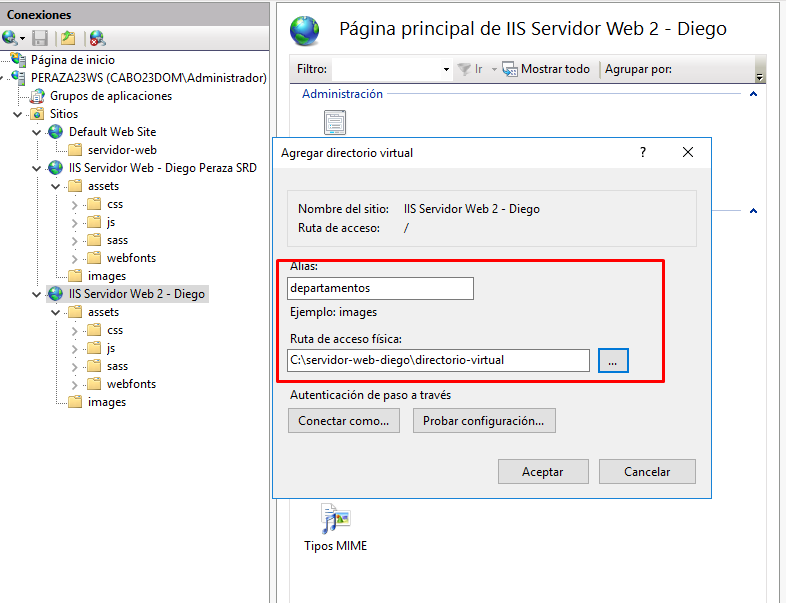 Conexiones
Página de inicio
PERAZA23WS (CABO23DOM\Administrador)
Grupos de aplicaciones
Sitios
Default Web Site
servidor-web
IIS Servidor Web - Diego Peraza SRD
assets
css
js
sass
webfonts
images
IIS Servidor Web 2 - Diego
assets
css
js
sass
webfonts
images
Página principal de IIS Servidor Web 2 - Diego
Filtro:
Ir
Mostrar todo
Agrupar por:
Administración
Agregar directorio virtual
?
Nombre del sitio: IIS Servidor Web 2 - Diego
Ruta de acceso: /
Alias:
departamentos
Ejemplo: images
Ruta de acceso física:
C:\servidor-web-diego\directorio-virtual
...
Autenticación de paso a través
Conectar como...
Probar configuración...
Aceptar
Cancelar
Tipos MIME